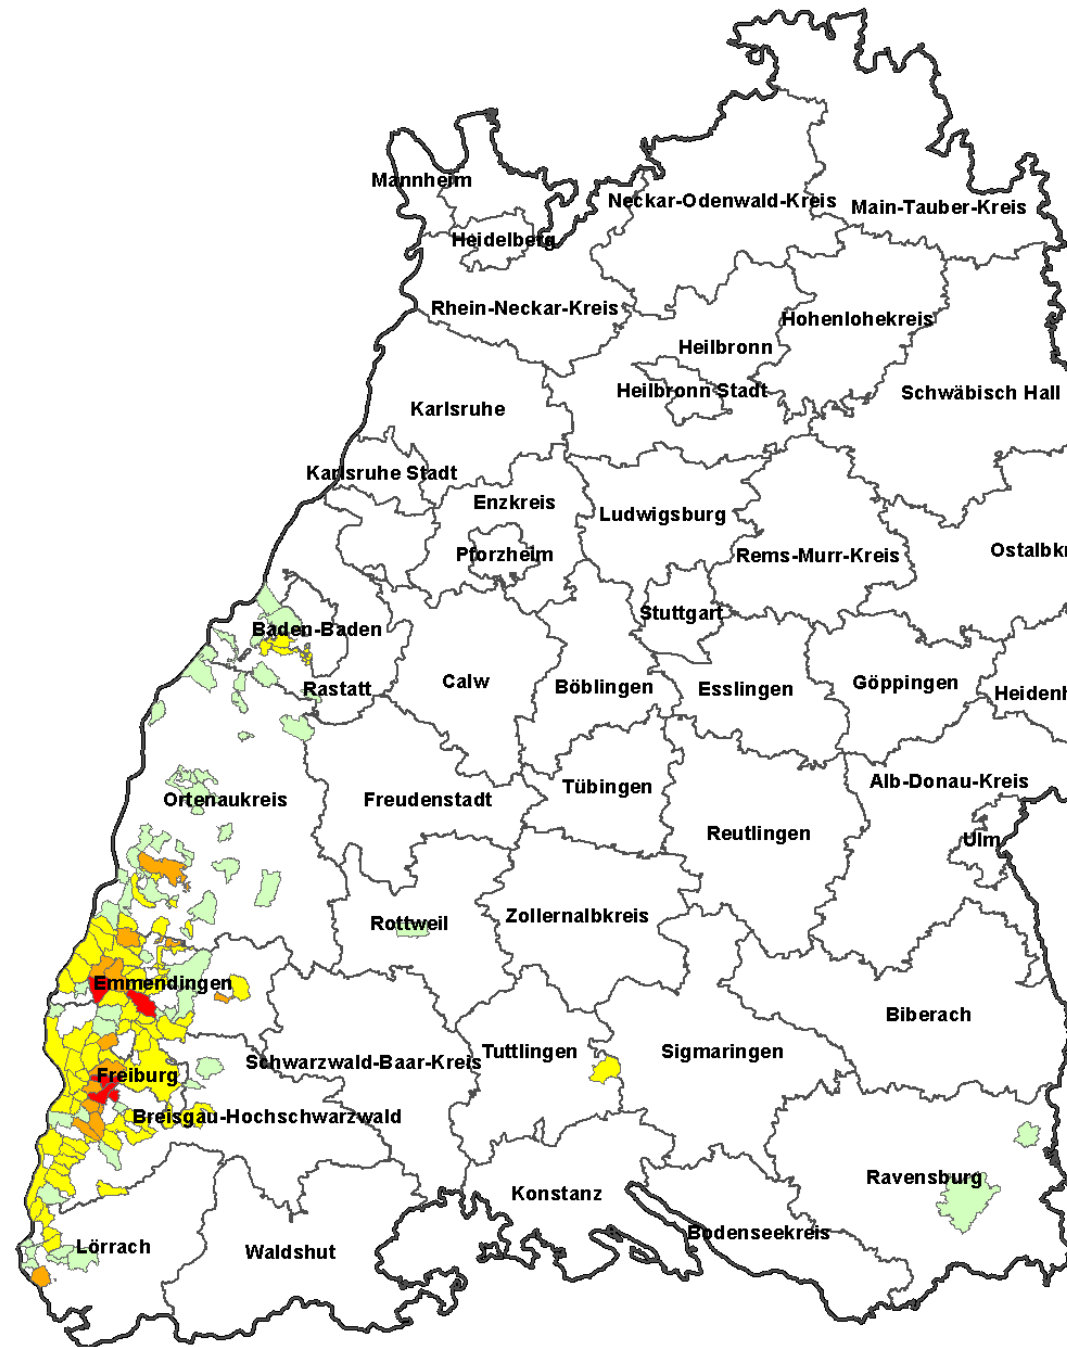 Mannheim
Neckar-Odenwald-Kreis
Main-Tauber-Kreis
Heidelberg
Rhein-Neckar-Kreis
Hohenlohekreis
Heilbronn
Heilbronn Stadt
Schwäbisch Hall
Karlsruhe
Karlsruhe Stadt
Enzkreis
Ludwigsburg
Pforzheim
Rems-Murr-Kreis
Ostalbkr
Stuttgart
Baden-Baden
Rastatt
Calw
Böblingen
Esslingen
Göppingen
Heidenh
Alb-Donau-Kreis
Ortenaukreis
Freudenstadt
Tübingen
Reutlingen
Ulm
Rottweil
Zollernalbkreis
Emmendingen
Biberach
Schwarzwald-Baar-Kreis
Tuttlingen
Sigmaringen
Freiburg
Breisgau-Hochschwarzwald
Ravensburg
Konstanz
Bodenseekreis
Lörrach
Waldshut